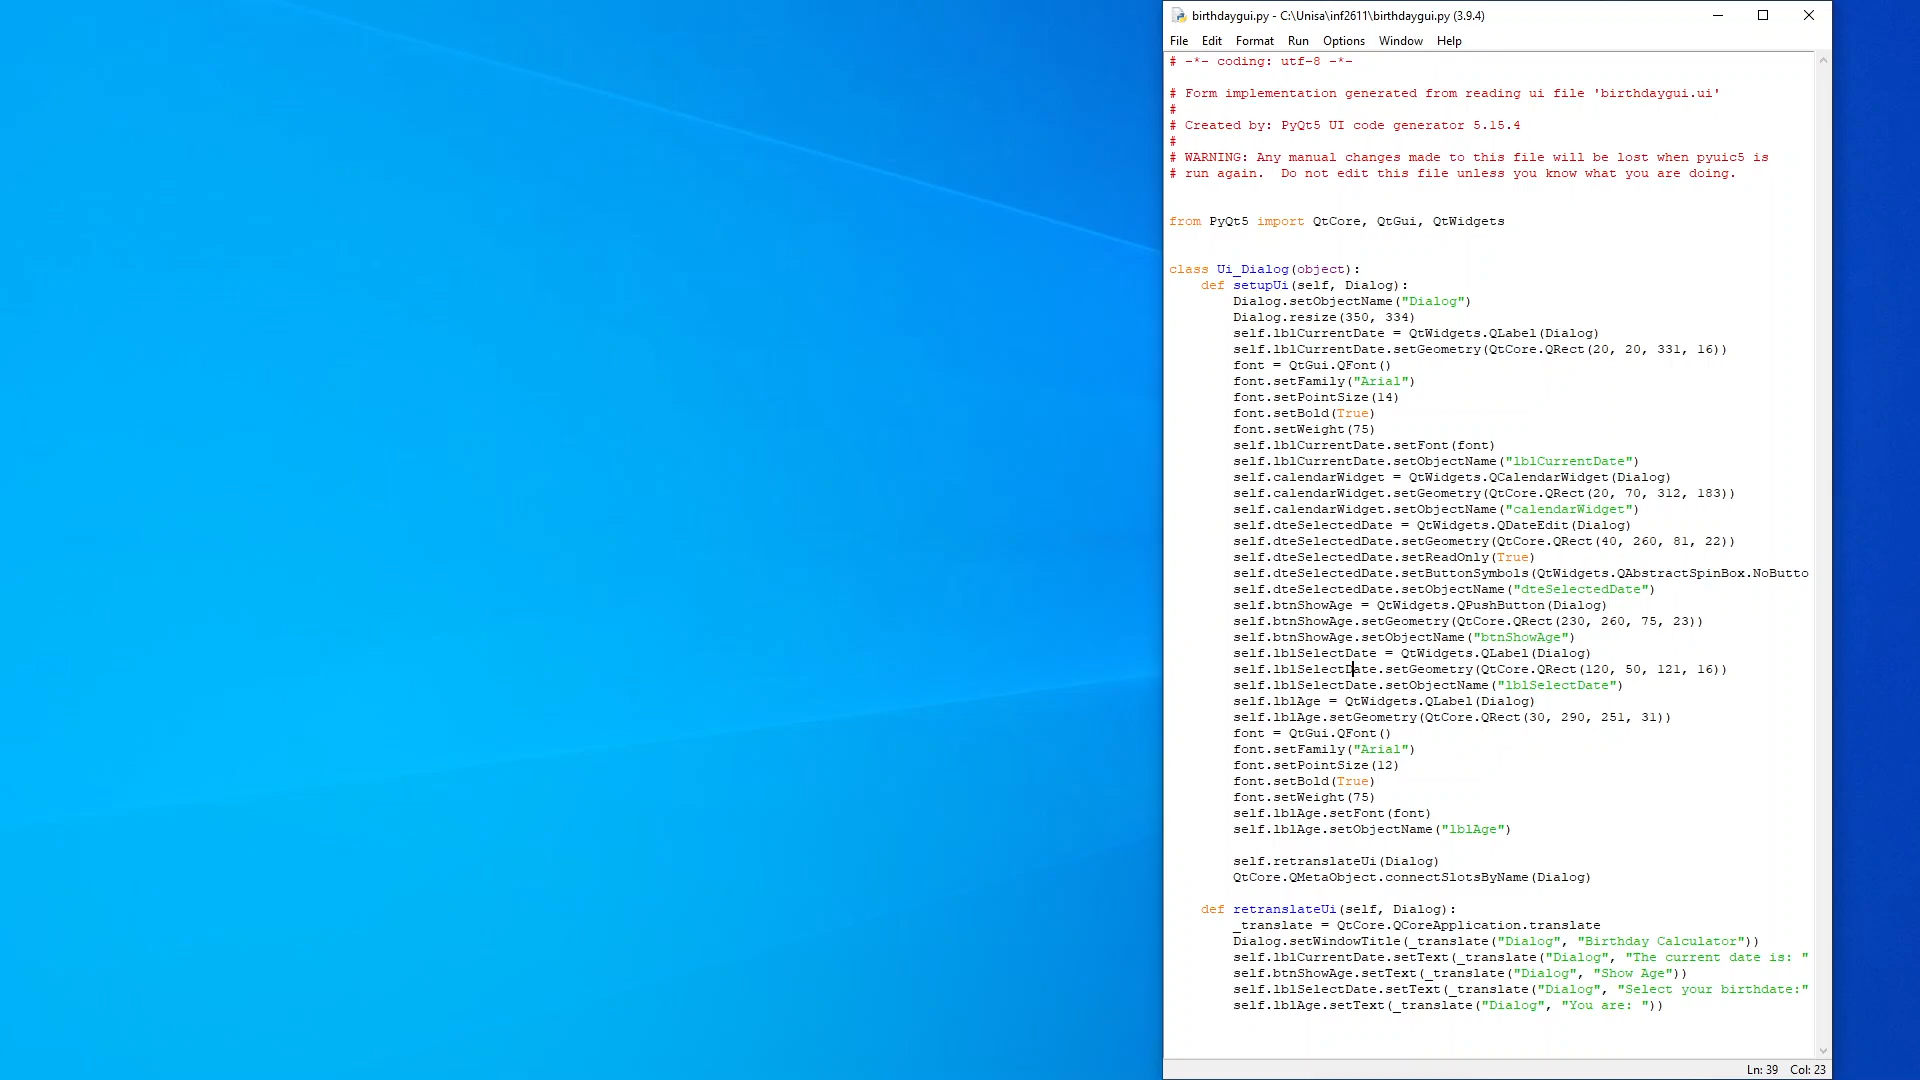 birthdaygui.py - C:\Unisa\inf2611\birthdaygui.py (3.9.4)
File Edit Format Run Options Window Help
# -*- coding: utf-8 -*-
# Form implementation generated from reading ui file 'birthdaygui.ui'
#
# Created by: PyQt5 UI code generator 5.15.4
#
# WARNING: Any manual changes made to this file will be lost when pyuic5 is
# run again.  Do not edit this file unless you know what you are doing.
from PyQt5 import QtCore, QtGui, QtWidgets
class Ui_Dialog(object):
    def setupUi(self, Dialog):
        Dialog.setObjectName("Dialog")
        Dialog.resize(350, 334)
        self.lblCurrentDate = QtWidgets.QLabel(Dialog)
        self.lblCurrentDate.setGeometry(QtCore.QRect(20, 20, 331, 16))
        font = QtGui.QFont()
        font.setFamily("Arial")
        font.setPointSize(14)
        font.setBold(True)
        font.setWeight(75)
        self.lblCurrentDate.setFont(font)
        self.lblCurrentDate.setObjectName("lblCurrentDate")
        self.calendarWidget = QtWidgets.QCalendarWidget(Dialog)
        self.calendarWidget.setGeometry(QtCore.QRect(20, 70, 312, 183))
        self.calendarWidget.setObjectName("calendarWidget")
        self.dteSelectedDate = QtWidgets.QDateEdit(Dialog)
        self.dteSelectedDate.setGeometry(QtCore.QRect(40, 260, 81, 22))
        self.dteSelectedDate.setReadOnly(True)
        self.dteSelectedDate.setButtonSymbols(QtWidgets.QAbstractSpinBox.NoButto
        self.dteSelectedDate.setObjectName("dteSelectedDate")
        self.btnShowAge = QtWidgets.QPushButton(Dialog)
        self.btnShowAge.setGeometry(QtCore.QRect(230, 260, 75, 23))
        self.btnShowAge.setObjectName("btnShowAge")
        self.lblSelectDate = QtWidgets.QLabel(Dialog)
        self.lblSelectDate.setGeometry(QtCore.QRect(120, 50, 121, 16))
        self.lblSelectDate.setObjectName("lblSelectDate")
        self.lblAge = QtWidgets.QLabel(Dialog)
        self.lblAge.setGeometry(QtCore.QRect(30, 290, 251, 31))
        font = QtGui.QFont()
        font.setFamily("Arial")
        font.setPointSize(12)
        font.setBold(True)
        font.setWeight(75)
        self.lblAge.setFont(font)
        self.lblAge.setObjectName("lblAge")
        self.retranslateUi(Dialog)
        QtCore.QMetaObject.connectSlotsByName(Dialog)
    def retranslateUi(self, Dialog):
        _translate = QtCore.QCoreApplication.translate
        Dialog.setWindowTitle(_translate("Dialog", "Birthday Calculator"))
        self.lblCurrentDate.setText(_translate("Dialog", "The current date is: "
        self.btnShowAge.setText(_translate("Dialog", "Show Age"))
        self.lblSelectDate.setText(_translate("Dialog", "Select your birthdate:"
        self.lblAge.setText(_translate("Dialog", "You are: "))
Ln: 39 Col: 23